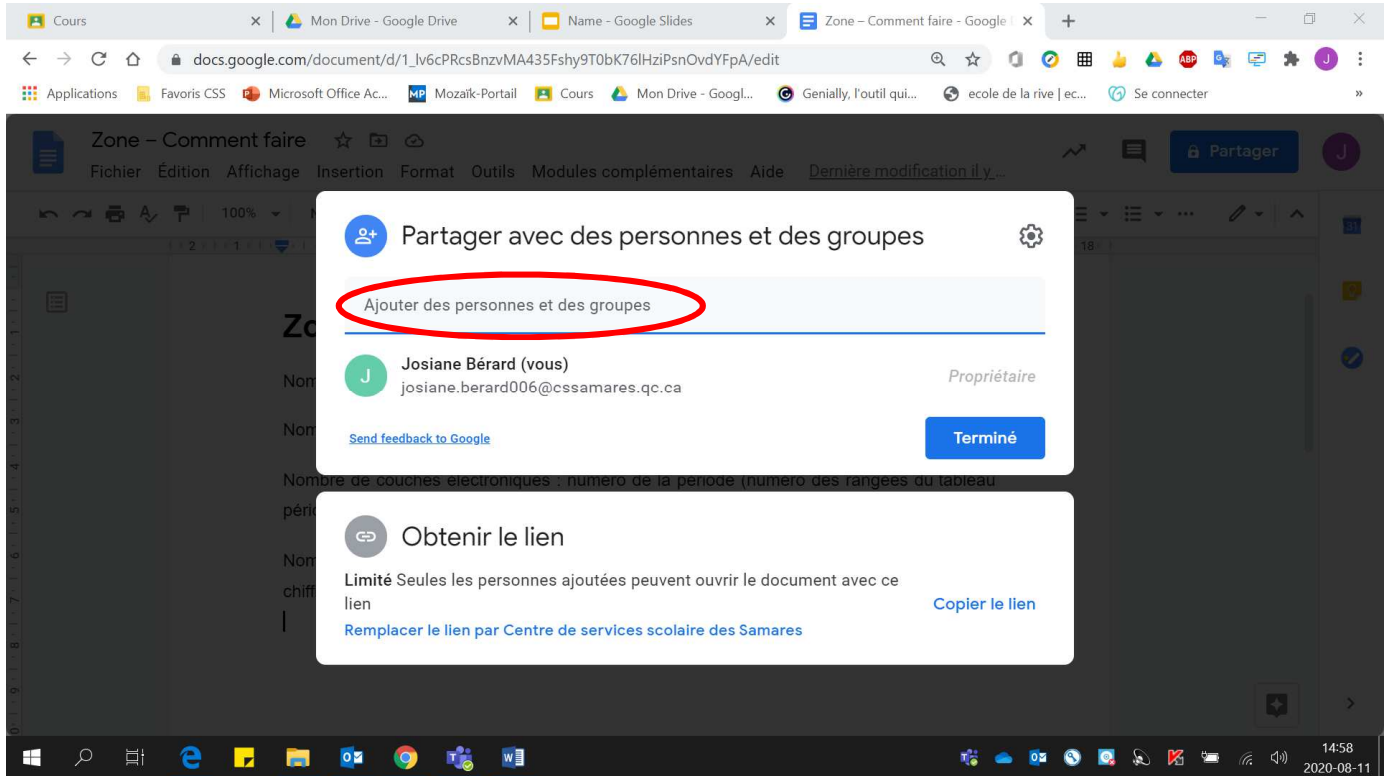 Cours
Mon Drive - Google Drive
Name - Google Slides
Zone – Comment faire - Google
docs.google.com/document/d/1_lv6cPRcsBnzvMA435Fshy9T0bK76lHziPsnOvdYFpA/edit
Applications
Favoris CSS
Microsoft Office Ac...
Mozaïk-Portail
Cours
Mon Drive - Googl...
Genially, l'outil qui...
ecole de la rive | ec...
Se connecter
Zone – Comment faire
Partager
J
Fichier Édition Affichage Insertion Format Outils Modules complémentaires Aide Dernière modification il y ...
100%
Partager avec des personnes et des groupes
Ajouter des personnes et des groupes
J
Josiane Bérard (vous)
josiane.berard006@cssamares.qc.ca
Propriétaire
Send feedback to Google
Terminé
Nombre de couches électroniques : numéro de la période (numéro des rangées du tableau
Obtenir le lien
Limité Seules les personnes ajoutées peuvent ouvrir le document avec ce
lien
Copier le lien
Remplacer le lien par Centre de services scolaire des Samares
14:58
2020-08-11